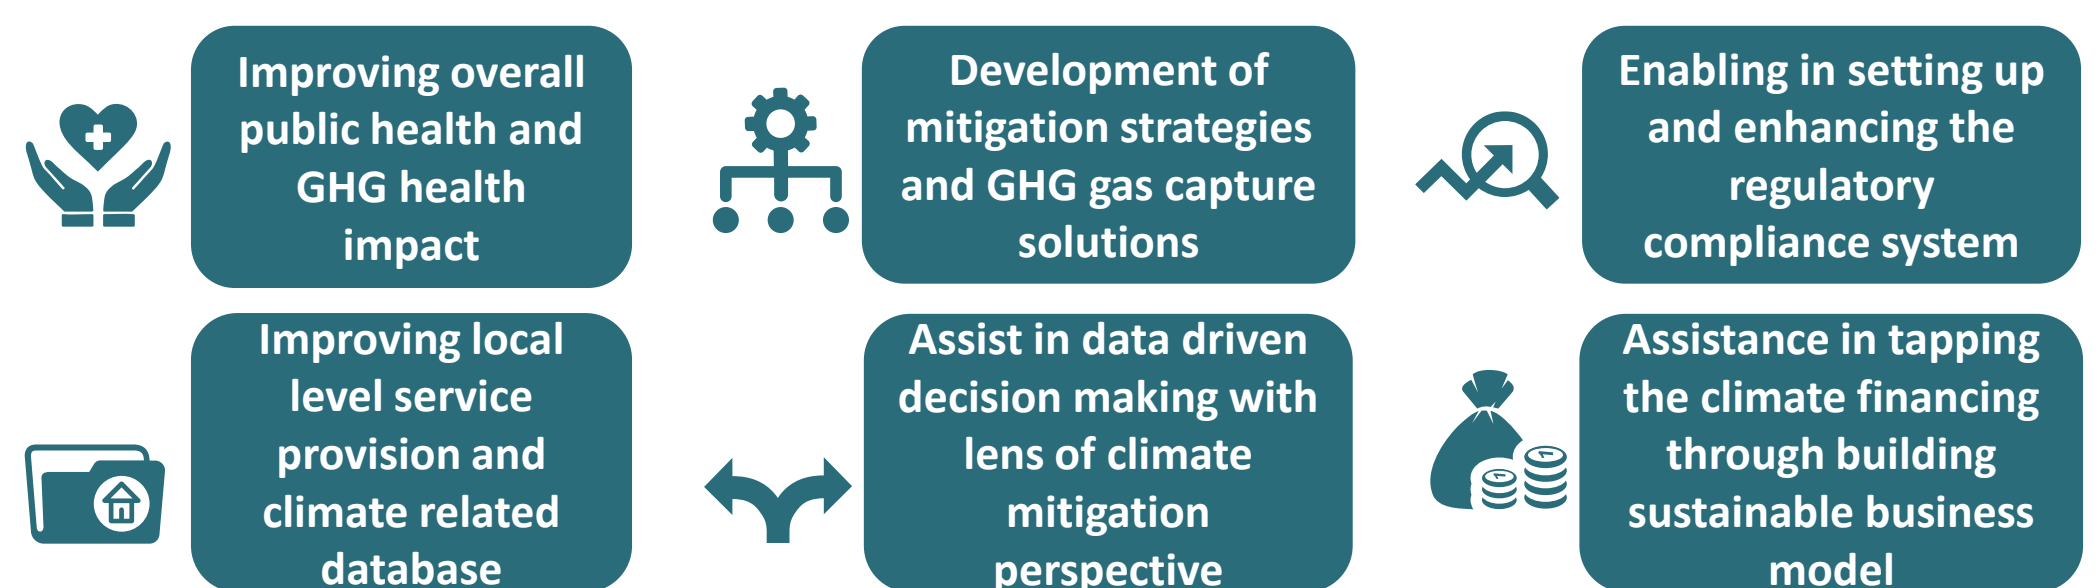 Improving overall
public health and
GHG health
impact
Development of
mitigation strategies
and GHG gas capture
solutions
Enabling in setting up
and enhancing the
regulatory
compliance system
Improving local
level service
provision and
climate related
database
Assist in data driven
decision making with
lens of climate
mitigation
perspective
Assistance in tapping
the climate financing
through building
sustainable business
model